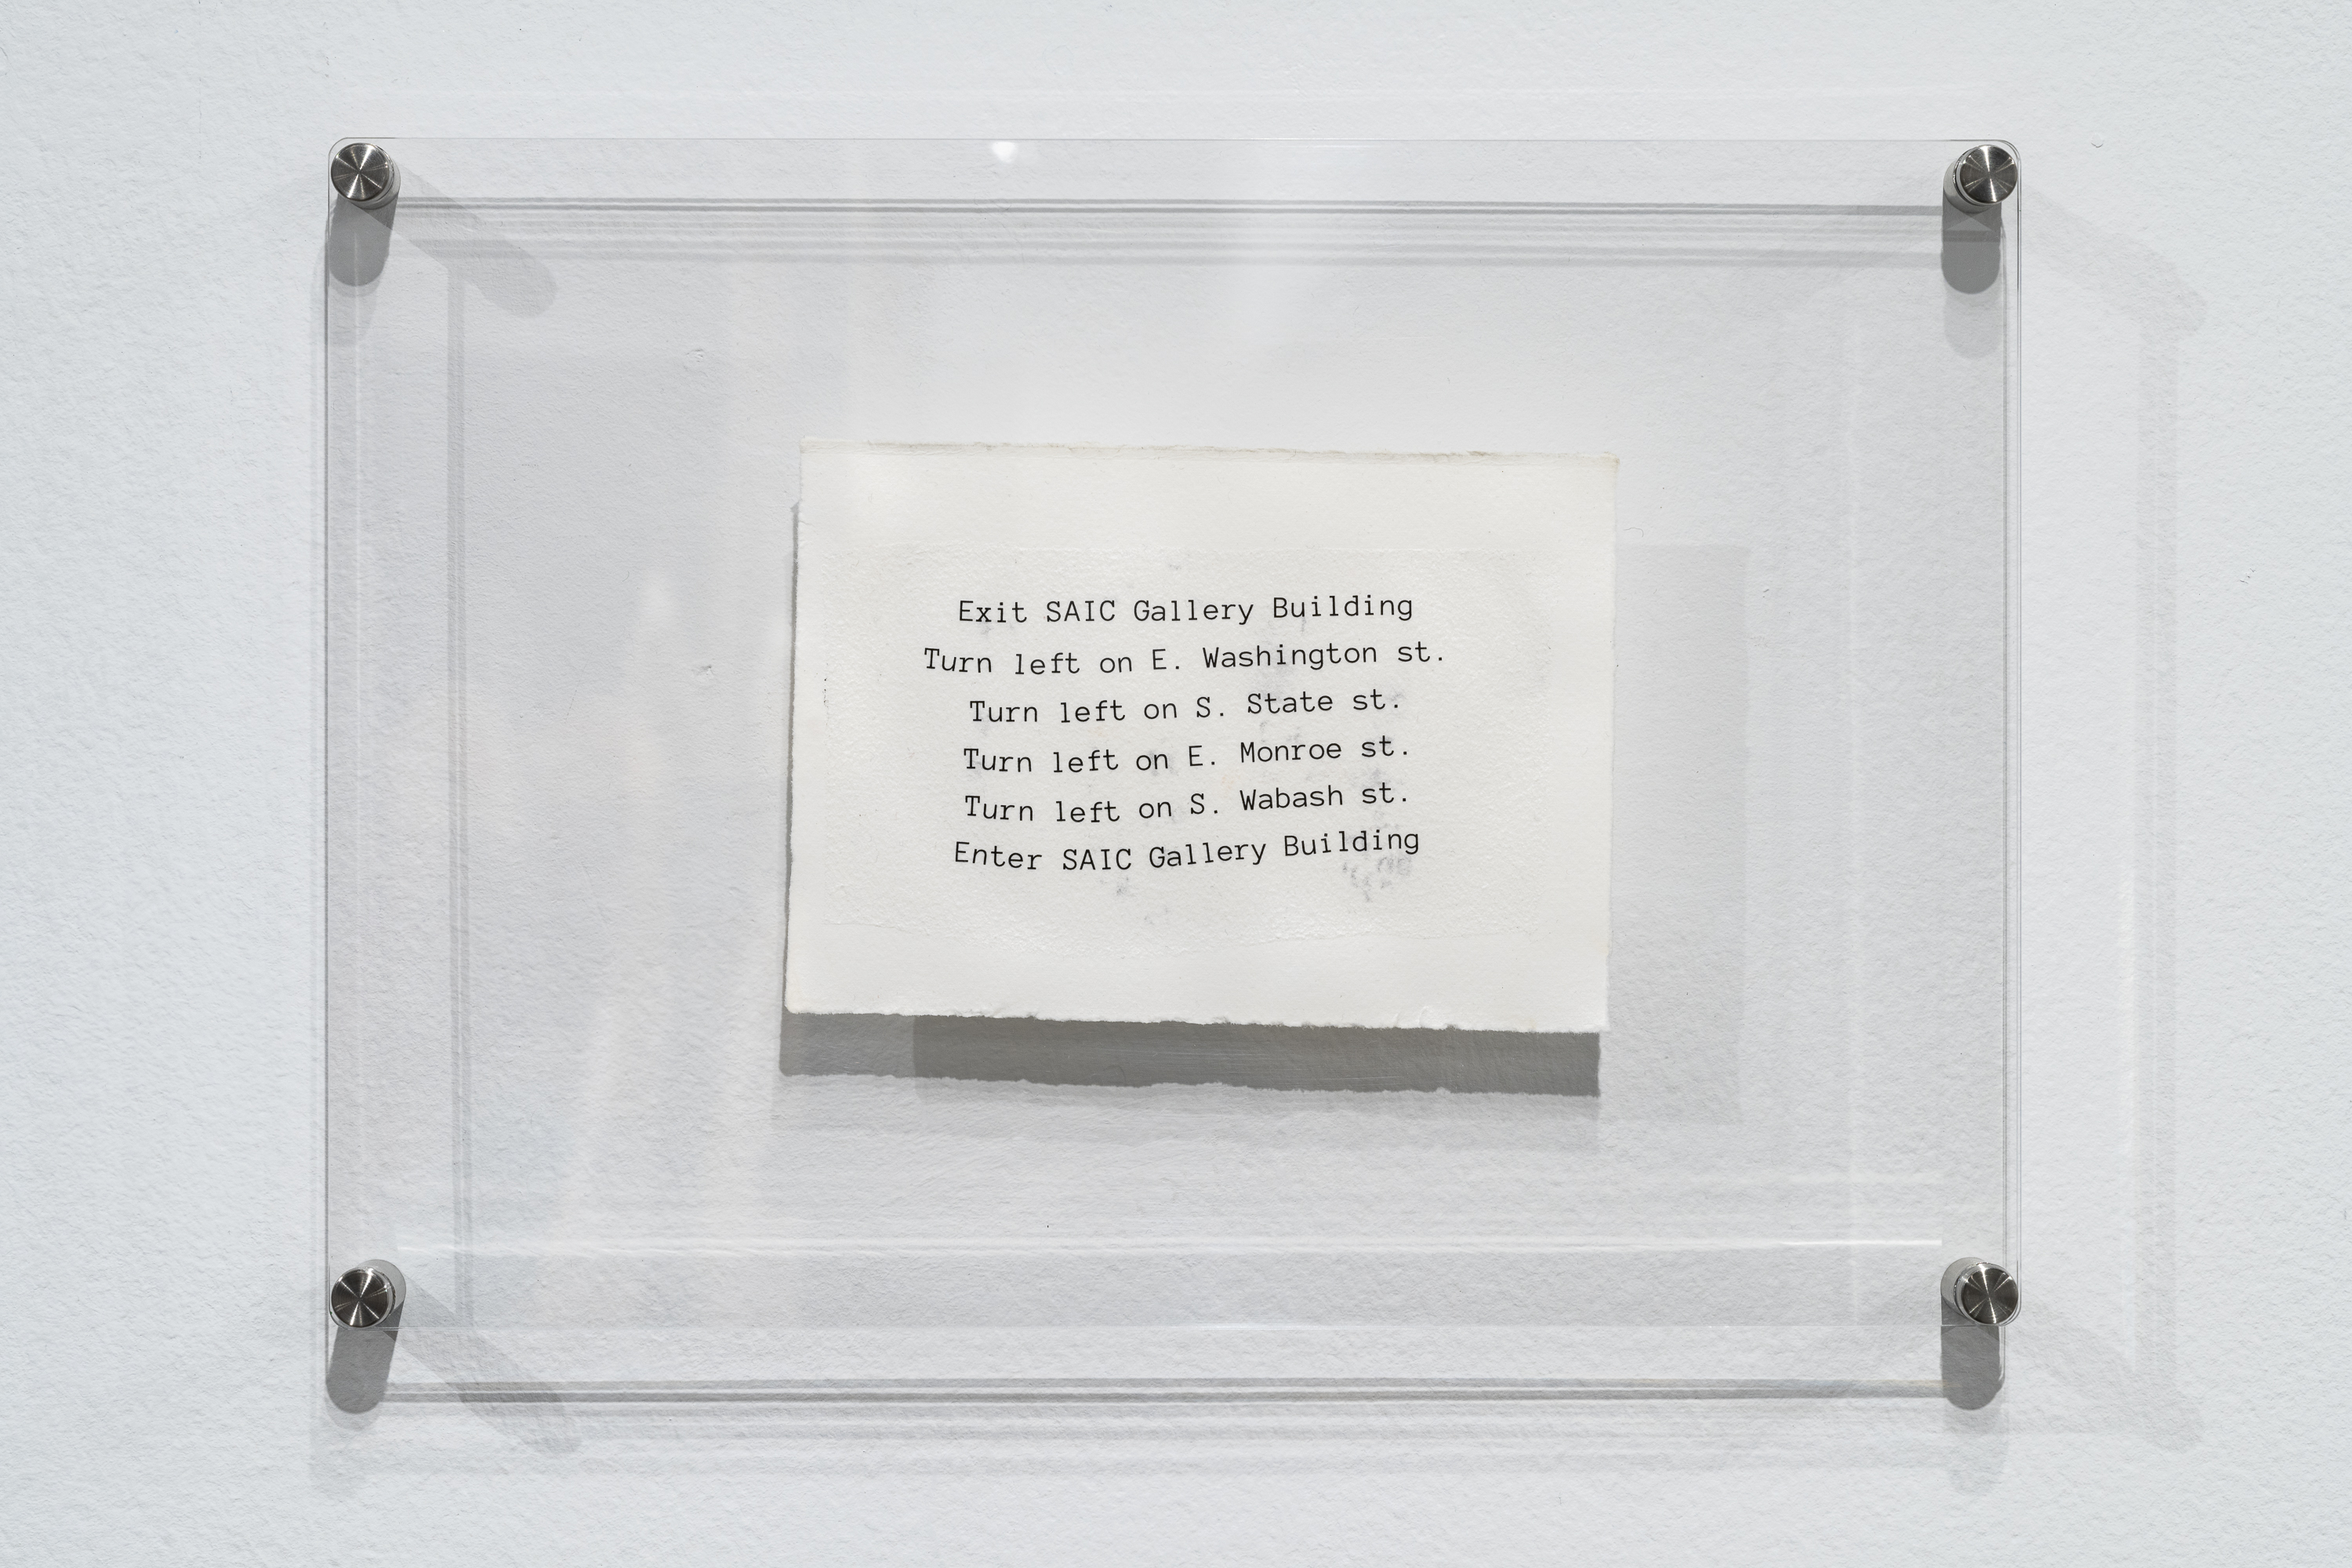 Exit SAIC Gallery Building
Turn left on E. Washington st.
Turn left on S. State st.
Turn left on E. Monroe st.
Turn left on S. Wabash st.
Enter SAIC Gallery Building